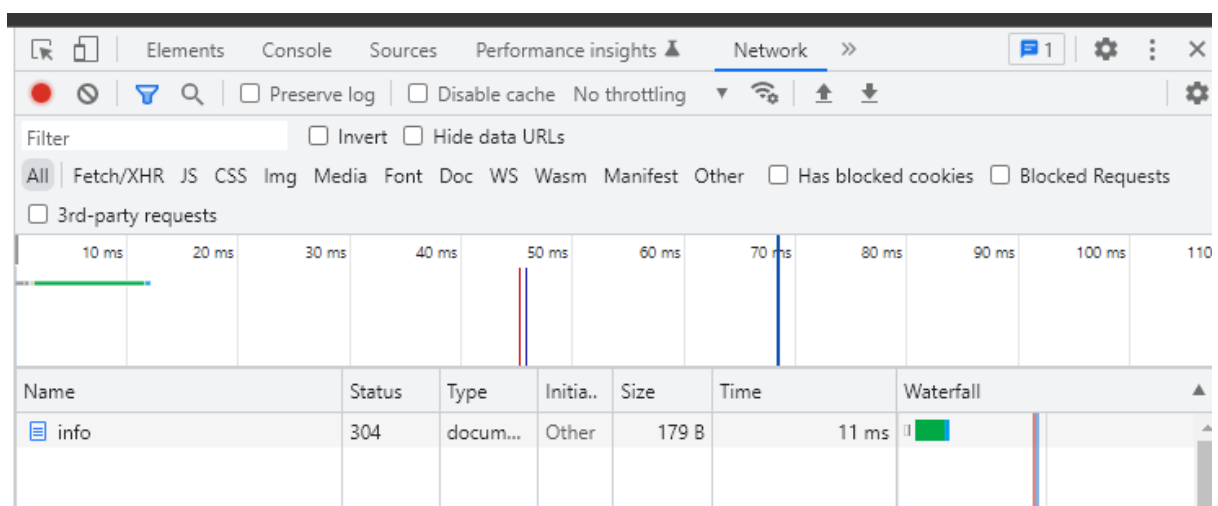 Elements Console Sources Performance insights Network » 1
Preserve log Disable cache No throttling
Filter Invert Hide data URLs
All Fetch/XHR JS CSS Img Media Font Doc WS Wasm Manifest Other Has blocked cookies Blocked Requests
3rd-party requests
10 ms 20 ms 30 ms 40 ms 50 ms 60 ms 70 ms 80 ms 90 ms 100 ms 110
Name Status Type Initia.. Size Time Waterfall
info 304 docum... Other 179 B 11 ms